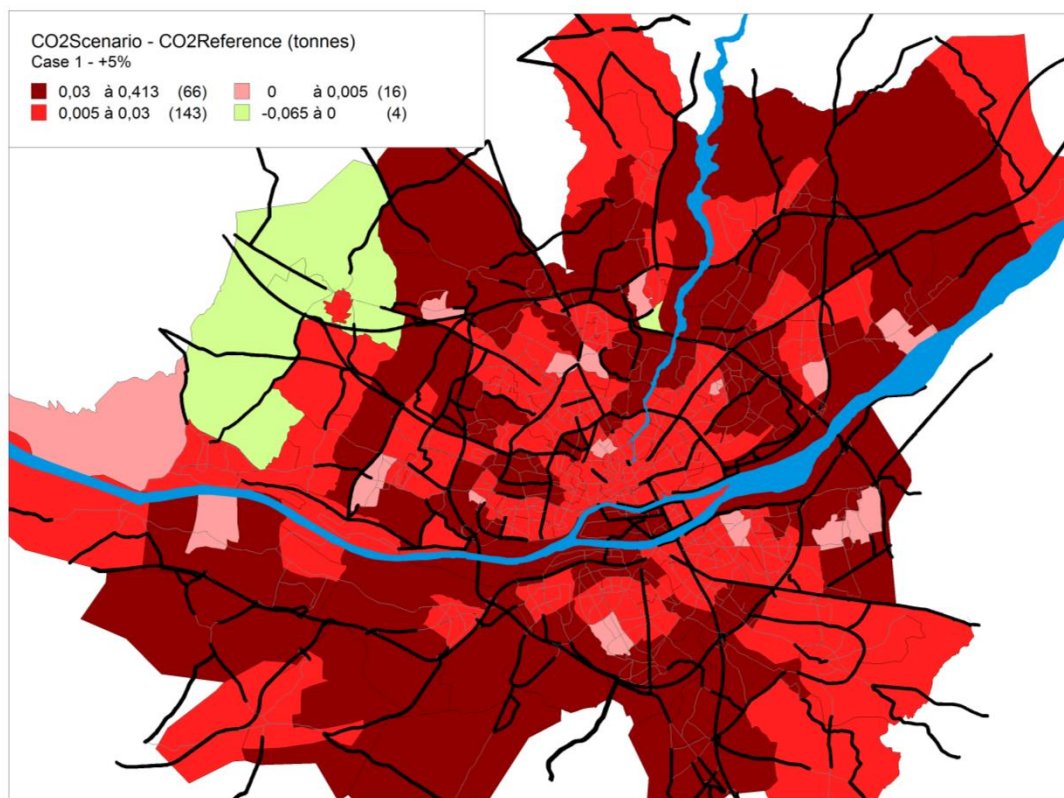 CO2Scenario - CO2Reference (tonnes)
Case 1 - +5%
0,03 à 0,413 (66) 0 à 0,005 (16)
0,005 à 0,03 (143) -0,065 à 0 (4)